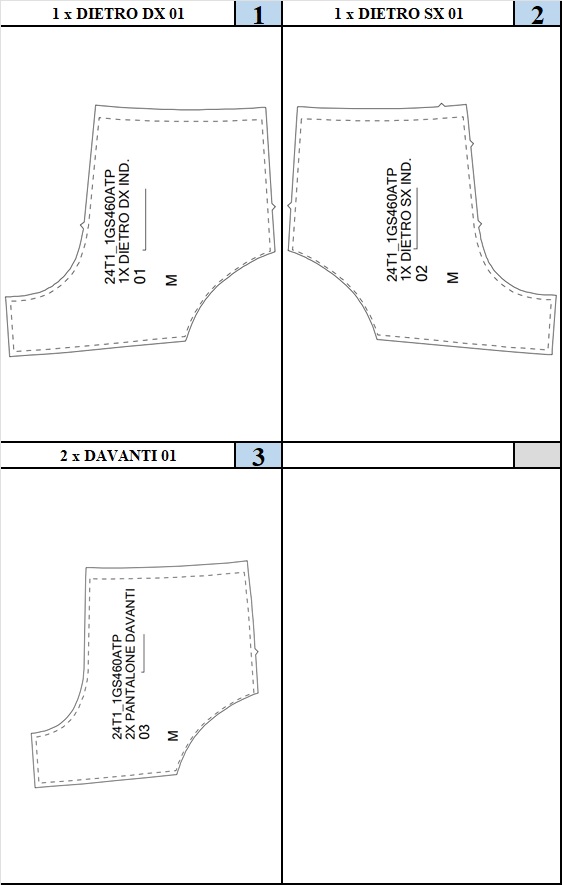 1 x DIETRO DX 01
1
1 x DIETRO SX 01
2
24T1_1GS460ATP
1X DIETRO DX IND.
01
M
24T1_1GS460ATP
1X DIETRO SX IND.
02
M
2 x DAVANTI 01
3
24T1_1GS460ATP
2X PANTALONE DAVANTI
03
M